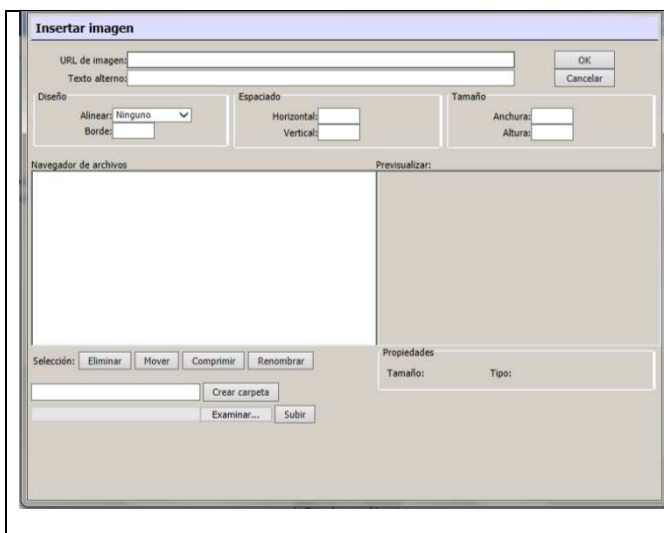 Insertar imagen
URL de imagen: OK
Texto alterno: Cancelar
Diseño Espaciado Tamaño
Alinear: Ninguno Horizontal: Anchura:
Borde: Vertical: Altura:
Navegador de archivos Previsualizar:
Selección: Eliminar Mover Comprimir Renombrar Propiedades
Tamaño: Tipo:
Crear carpeta
Examinar... Subir